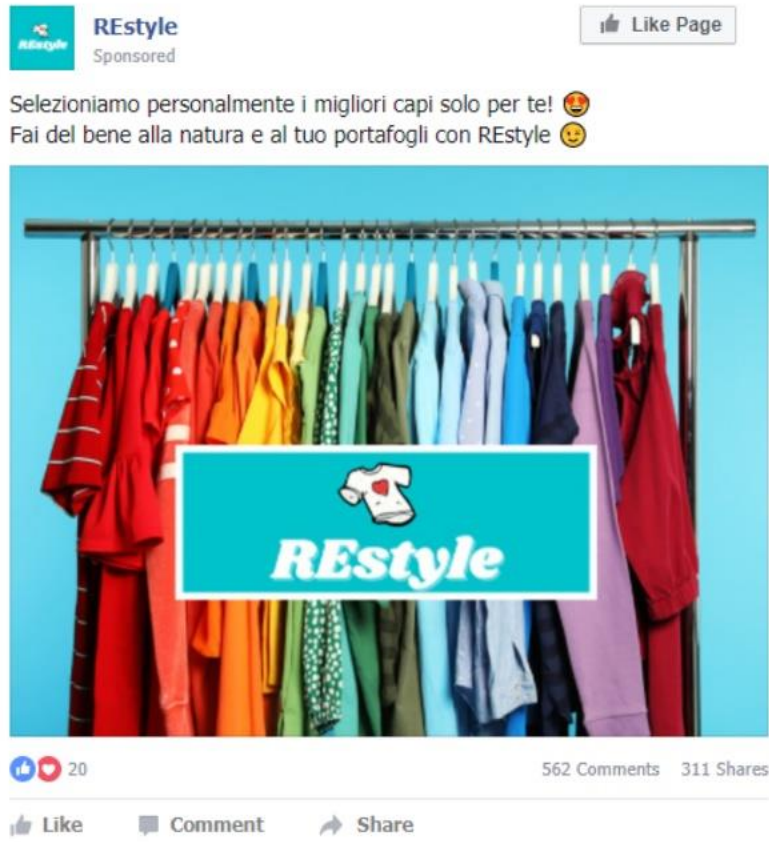 REstyle
REstyle
Sponsored
Like Page
Selezioniamo personalmente i migliori capi solo per te! 🤩
Fai del bene alla natura e al tuo portafogli con REstyle 😉
REstyle
20
562 Comments 311 Shares
Like Comment Share